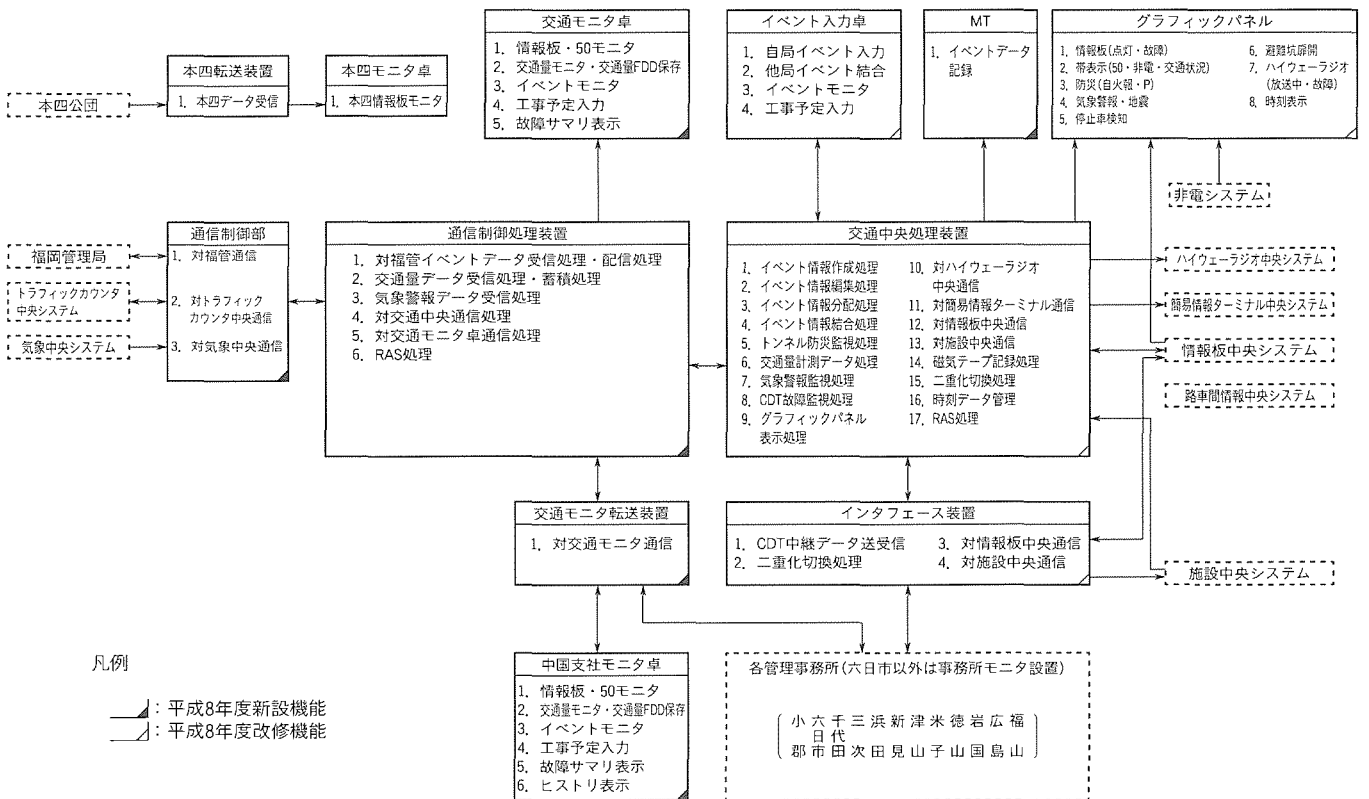 交通モニタ卓
1. 情報板・50モニタ
2. 交通量モニタ・交通量FDD保存
3. イベントモニタ
4. 工事予定入力
5. 故障サマリ表示
イベント入力卓
1. 自局イベント入力
2. 他局イベント結合
3. イベントモニタ
4. 工事予定入力
MT
1. イベントデータ
記録
グラフィックパネル
1. 情報板(点灯・故障)
2. 帯表示(50・非電・交通状況)
3. 防災(自火報・P)
4. 気象警報・地震
5. 停止車検知
6. 避難坑扉開
7. ハイウェーラジオ
(放送中・故障)
8. 時刻表示
本四公団
本四転送装置
1. 本四データ受信
本四モニタ卓
1. 本四情報板モニタ
非電システム
福岡管理局
トラフィックカウンタ
中央システム
気象中央システム
通信制御部
1. 対福管通信
2. 対トラフィック
カウンタ中央通信
3. 対気象中央通信
通信制御処理装置
1. 対福管イベントデータ受信処理・配信処理
2. 交通量データ受信処理・蓄積処理
3. 気象警報データ受信処理
4. 対交通中央通信処理
5. 対交通モニタ卓通信処理
6. RAS処理
交通中央処理装置
1. イベント情報作成処理
2. イベント情報編集処理
3. イベント情報分配処理
4. イベント情報結合処理
5. トンネル防災監視処理
6. 交通量計測データ処理
7. 気象警報監視処理
8. CDT故障監視処理
9. グラフィックパネル
表示処理
10. 対ハイウェーラジオ
中央通信
11. 対簡易情報ターミナル通信
12. 対情報板中央通信
13. 対施設中央通信
14. 磁気テープ記録処理
15. 二重化切換処理
16. 時刻データ管理
17. RAS処理
ハイウェーラジオ中央システム
簡易情報ターミナル中央システム
情報板中央システム
路車間情報中央システム
施設中央システム
交通モニタ転送装置
1. 対交通モニタ通信
インタフェース装置
1. CDT中継データ送受信
2. 二重化切換処理
3. 対情報板中央通信
4. 対施設中央通信
中国支社モニタ卓
1. 情報板・50モニタ
2. 交通量モニタ・交通量FDD保存
3. イベントモニタ
4. 工事予定入力
5. 故障サマリ表示
6. ヒストリ表示
各管理事務所(六日市以外は事務所モニタ設置)
小六千三浜新津米徳岩広福
日代
郡市田次田見山子山国島山
凡例
：平成8年度新設機能
：平成8年度改修機能